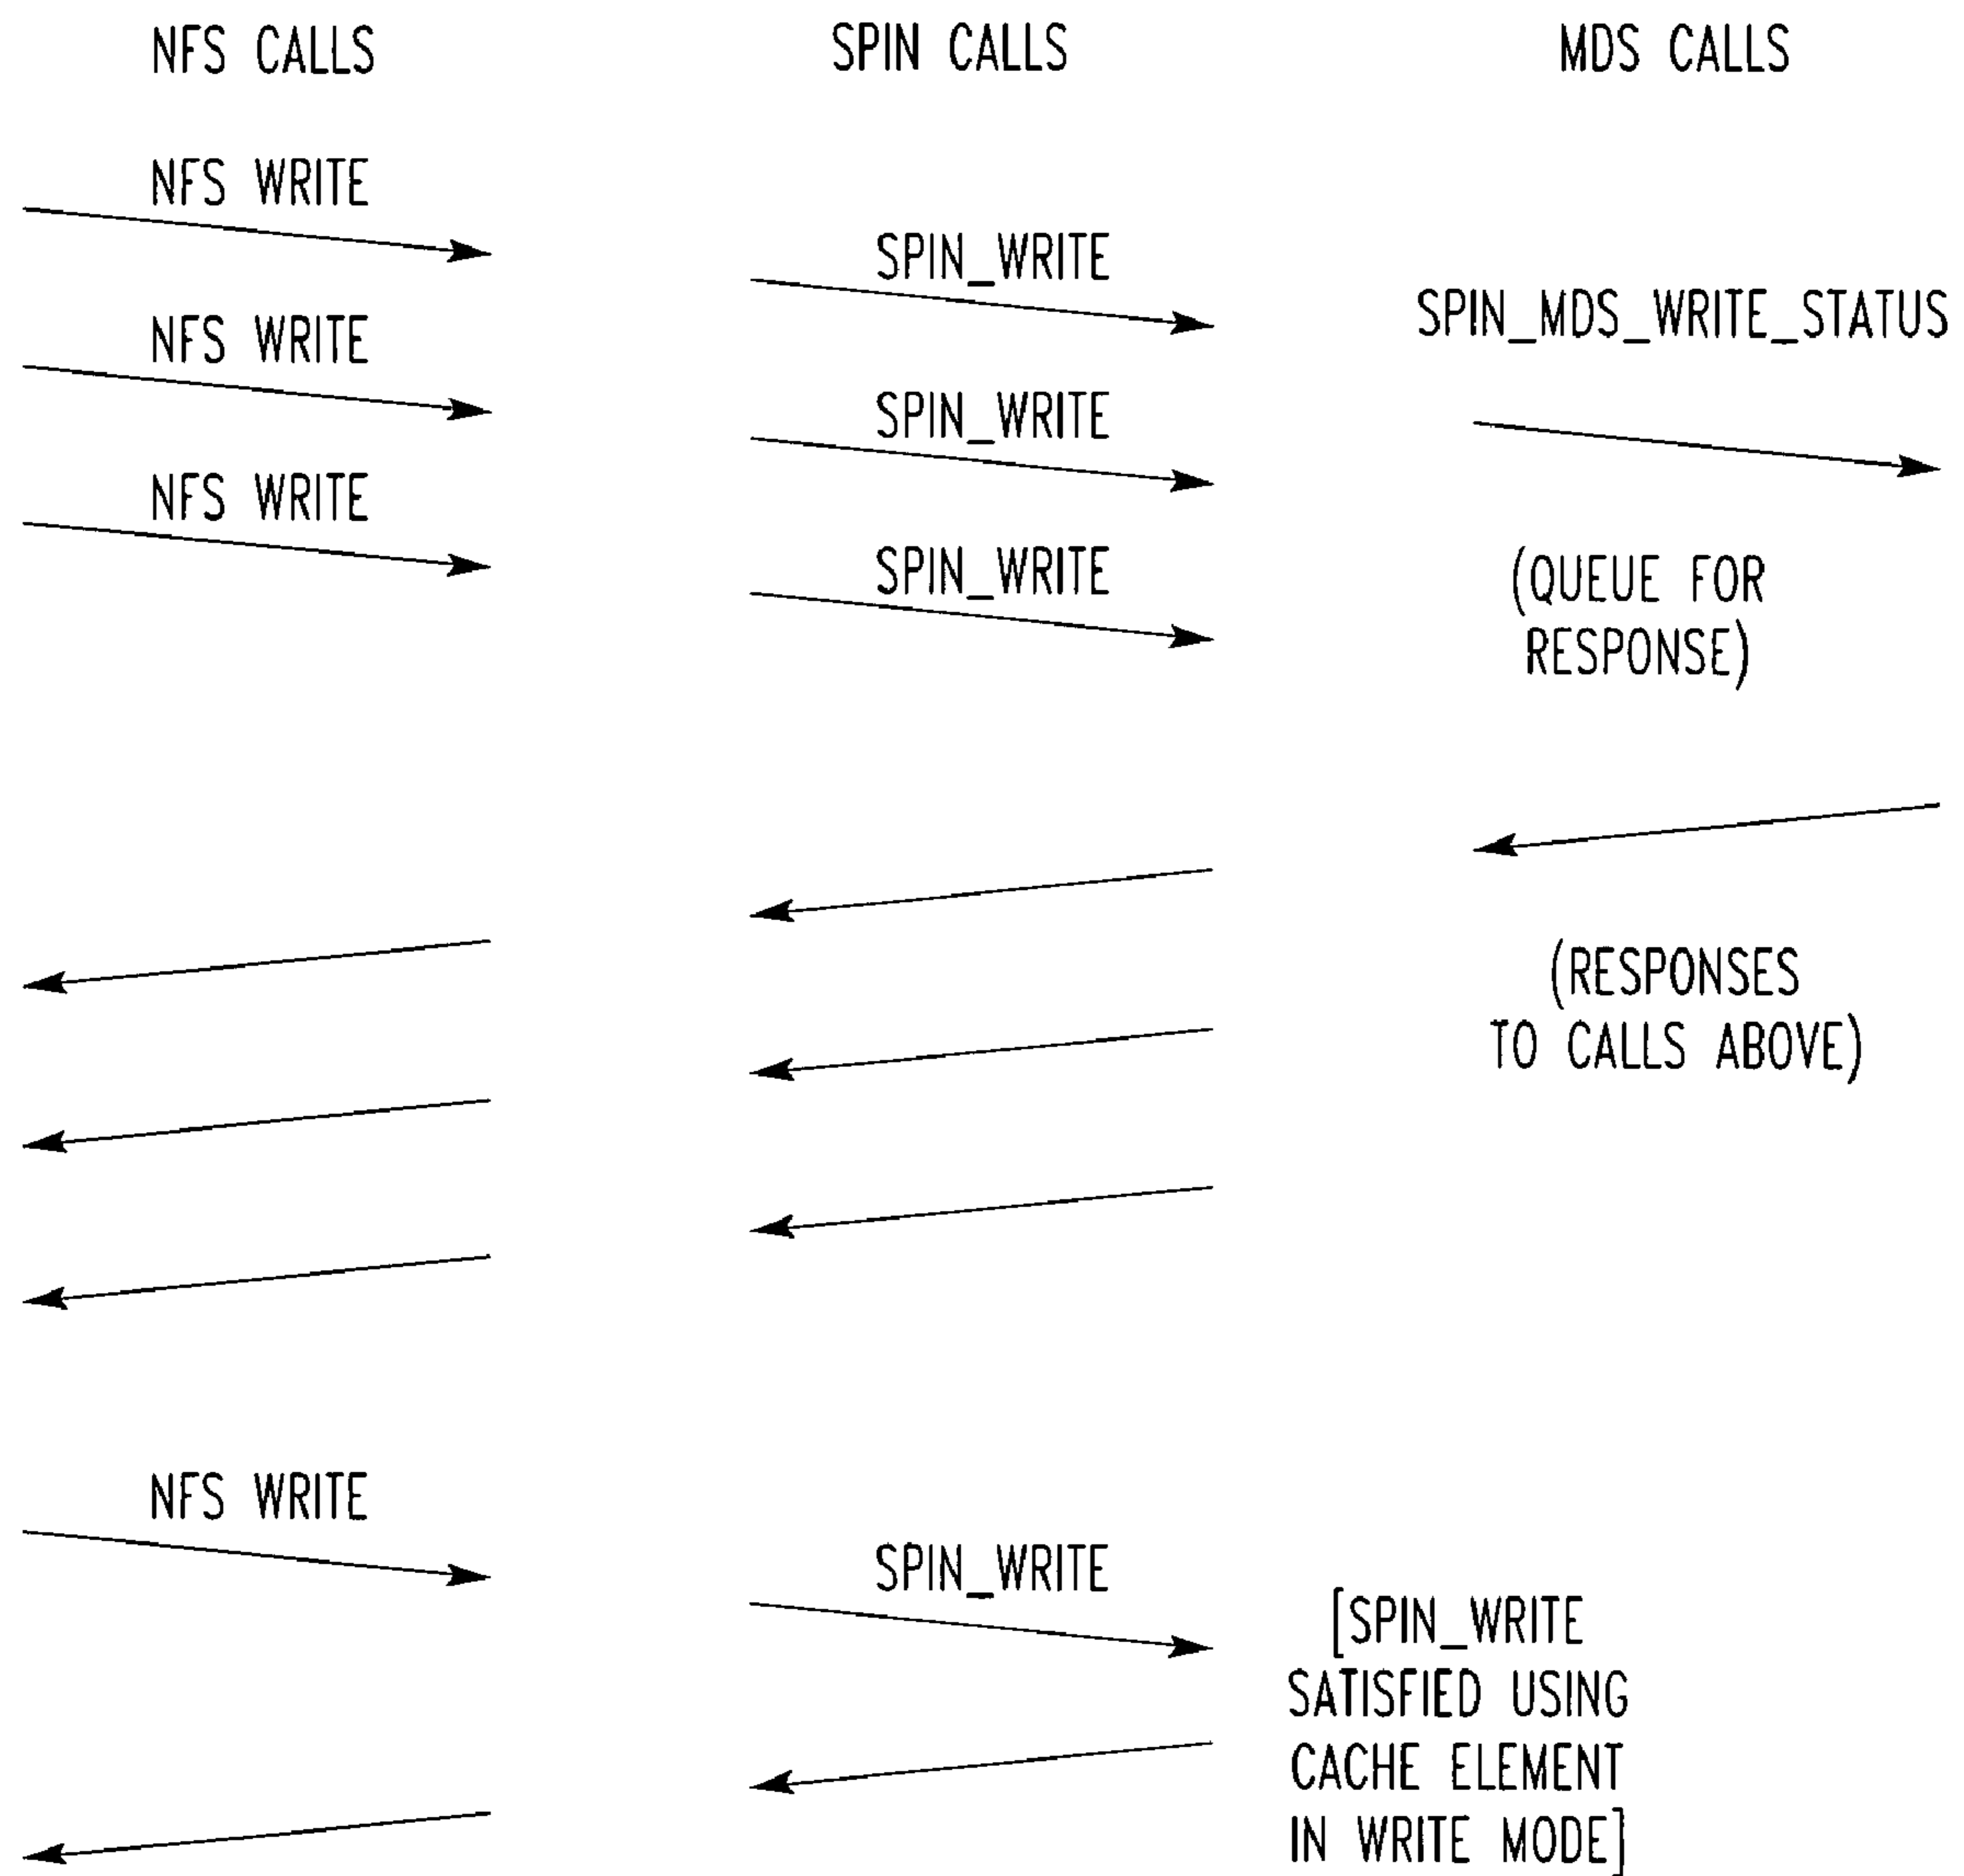 NFS CALLS
SPIN CALLS
MDS CALLS
NFS WRITE
SPIN_WRITE
SPIN_MDS_WRITE_STATUS
NFS WRITE
SPIN_WRITE
NFS WRITE
SPIN_WRITE
(QUEUE FOR
RESPONSE)
(RESPONSES
TO CALLS ABOVE)
NFS WRITE
SPIN_WRITE
[SPIN_WRITE
SATISFIED USING
CACHE ELEMENT
IN WRITE MODE]